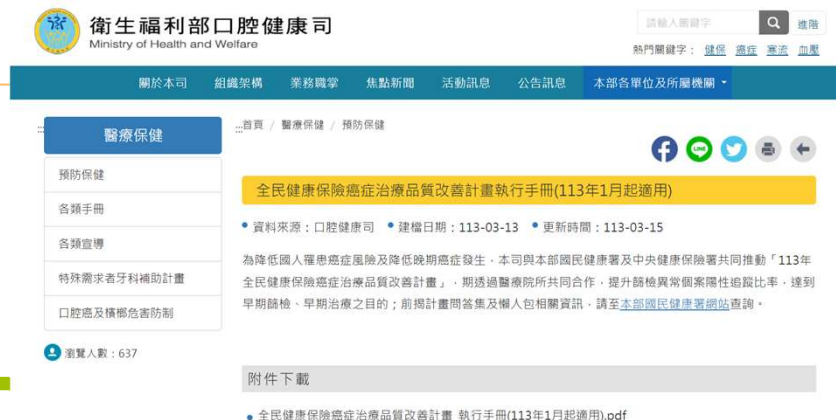 衛生福利部口腔健康司
Ministry of Health and Welfare
請輸入關鍵字
進階
熱門關鍵字： 健保 癌症 寒流 血壓
關於本司 組織架構 業務職掌 焦點新聞 活動訊息 公告訊息 本部各單位及所屬機關
:::
醫療保健
預防保健
各類手冊
各類宣導
特殊需求者牙科補助計畫
口腔癌及檳榔危害防制
瀏覽人數：637
:::首頁 / 醫療保健 / 預防保健
LINE
全民健康保險癌症治療品質改善計畫執行手冊(113年1月起適用)
資料來源：口腔健康司 建檔日期：113-03-13 更新時間：113-03-15
為降低國人罹患癌症風險及降低晚期癌症發生，本司與本部國民健康署及中央健康保險署共同推動「113年
全民健康保險癌症治療品質改善計畫」，期透過醫療院所共同合作，提升篩檢異常個案陽性追蹤比率，達到
早期篩檢、早期治療之目的；前揭計畫問答集及懶人包相關資訊，請至本部國民健康署網站查詢。
附件下載
全民健康保險癌症治療品質改善計畫_執行手冊(113年1月起適用).pdf